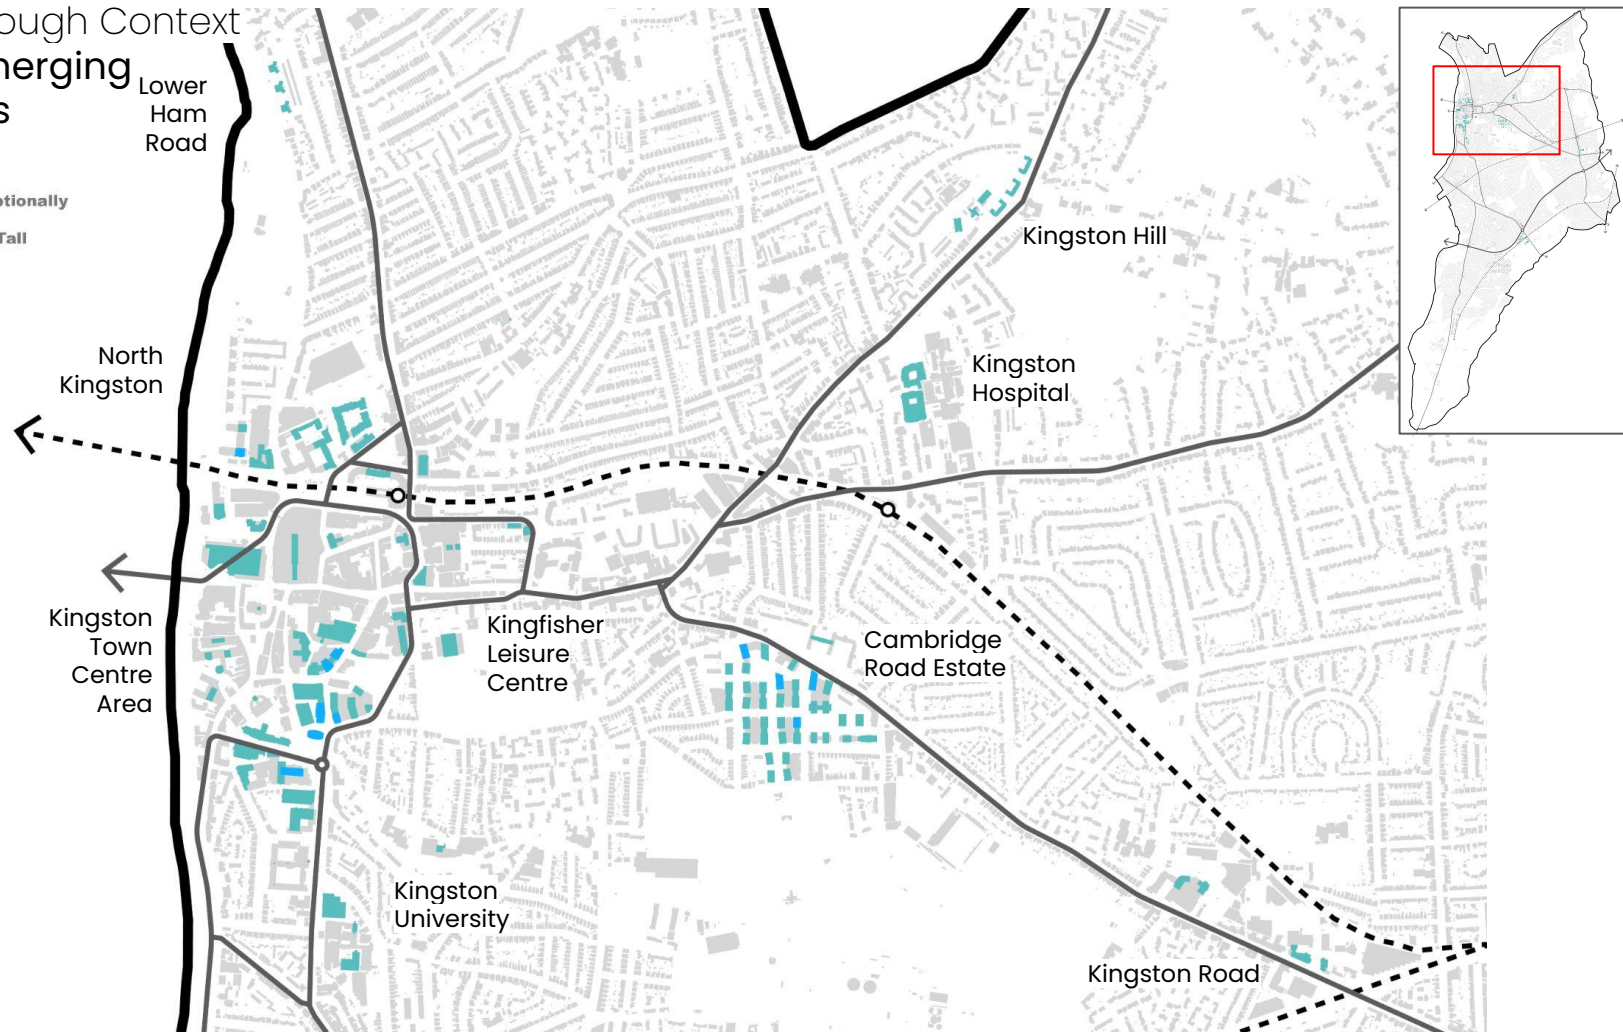 ough Context
nerging
s
Lower
Ham
Road
ptionally
Tall
Kingston Hill
North
Kingston
Kingston
Hospital
Kingston
Town
Centre
Area
Kingfisher
Leisure
Centre
Cambridge
Road Estate
Kingston
University
Kingston Road